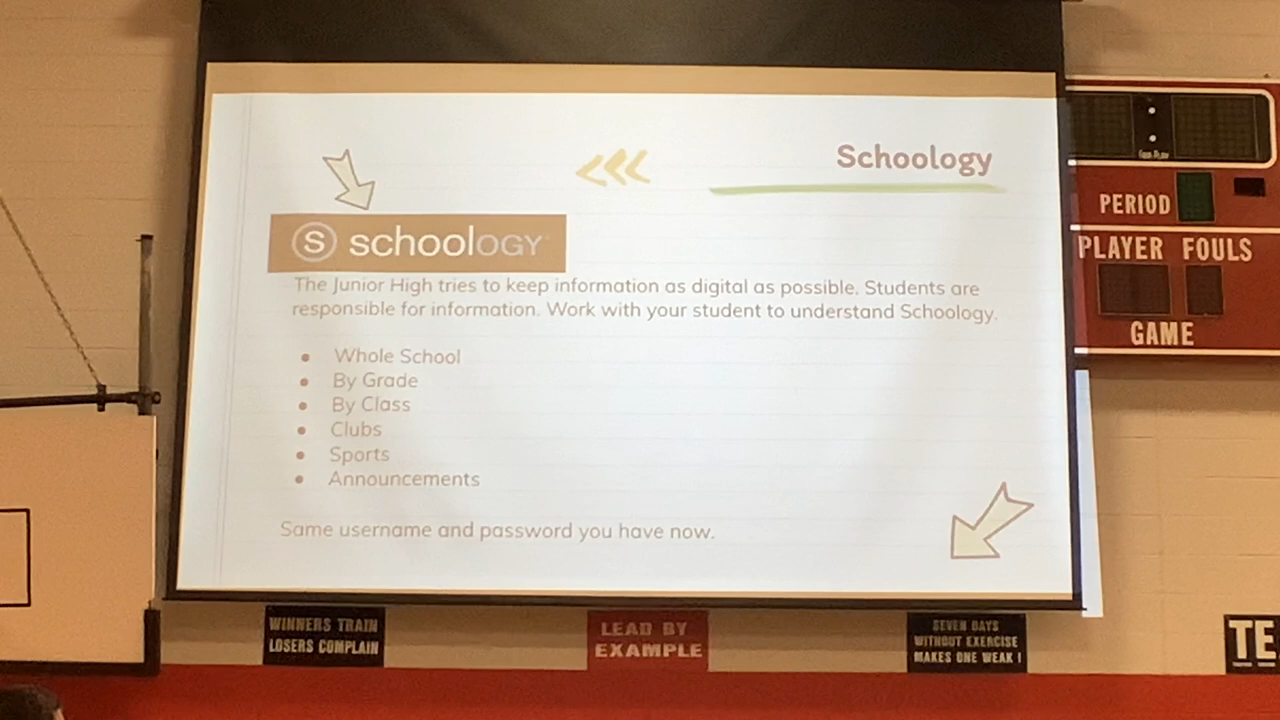 Schoology
S schoology
The Junior High tries to keep information as digital as possible. Students are
responsible for information. Work with your student to understand Schoology.
• Whole School
• By Grade
• By Class
• Clubs
• Sports
• Announcements
Same username and password you have now.
PERIOD
PLAYER FOULS
GAME
WINNERS TRAIN
LOSERS COMPLAIN
LEAD BY
EXAMPLE
SEVEN DAYS
WITHOUT EXERCISE
MAKES ONE WEAK !
TE